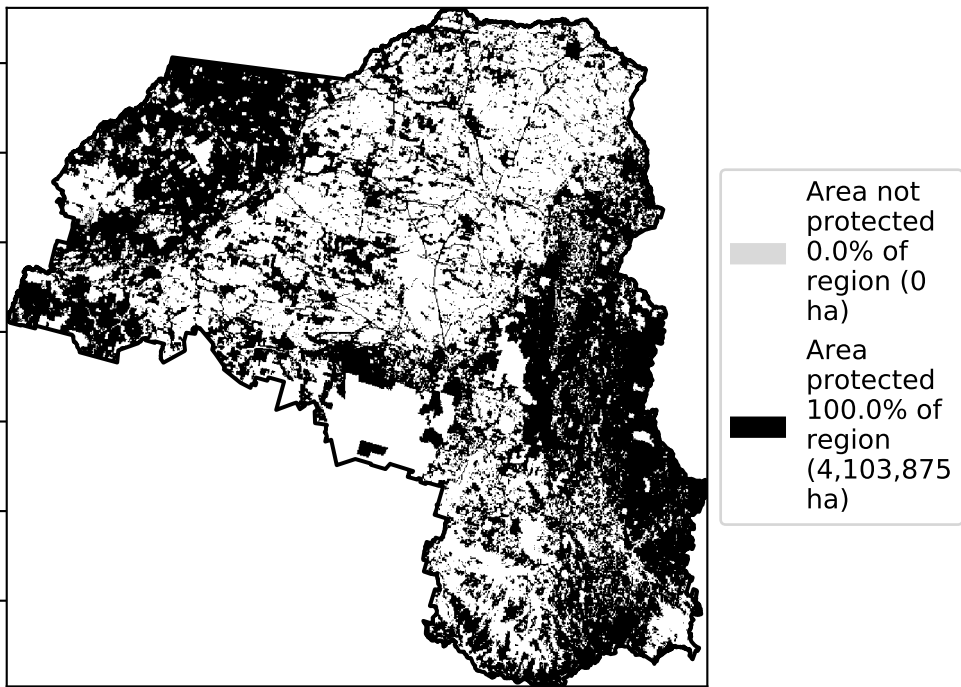 Area not
protected
0.0% of
region (0
ha)
Area
protected
100.0% of
region
(4,103,875
ha)